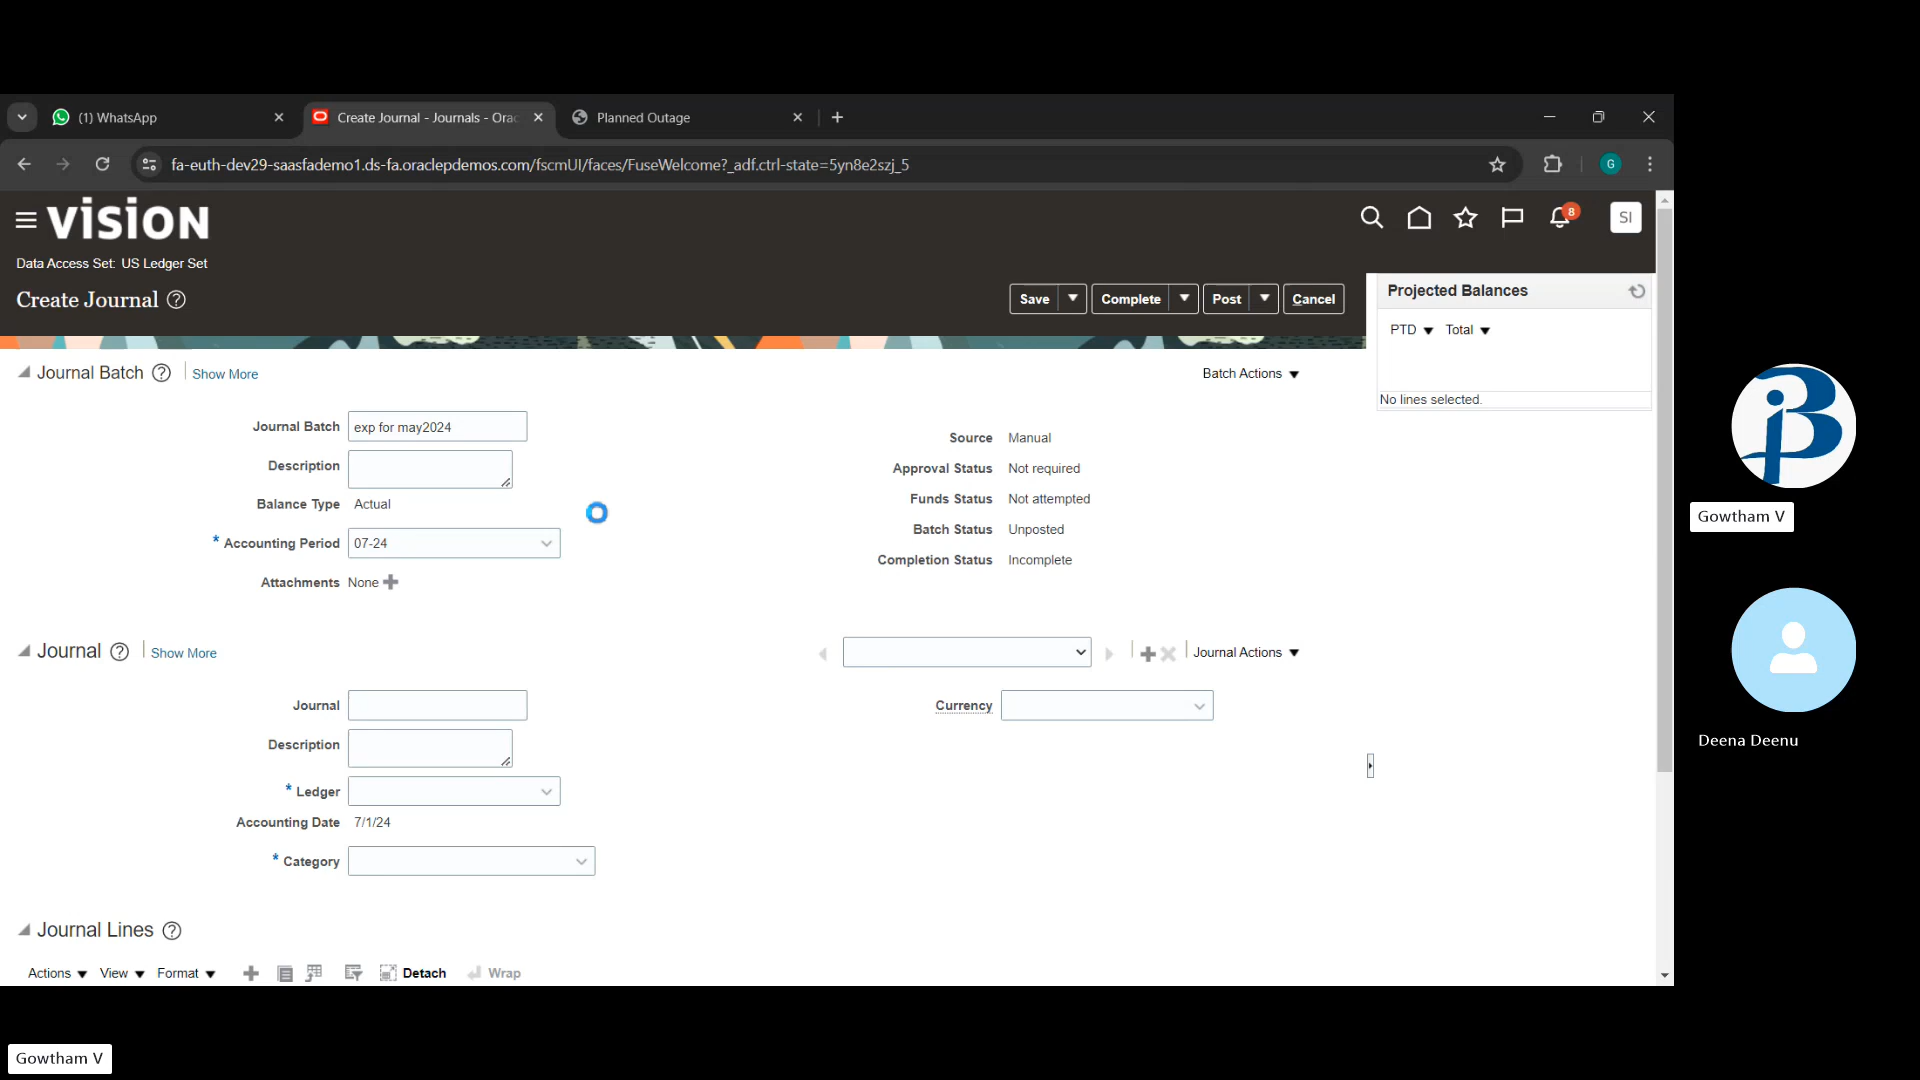 (1) WhatsApp
Create Journal - Journals - Orac
Planned Outage
fa-euth-dev29-saasfademo1.ds-fa.oraclepdemos.com/fscmUI/faces/FuseWelcome?_adf.ctrl-state=5yn8e2szj_5
G
vision
8
SI
Data Access Set: US Ledger Set
Create Journal
Save
Complete
Post
Cancel
Projected Balances
PTD
Total
No lines selected.
Journal Batch
Show More
Batch Actions
Journal Batch exp for may2024
Description
Balance Type Actual
* Accounting Period 07-24
Attachments None
Source Manual
Approval Status Not required
Funds Status Not attempted
Batch Status Unposted
Completion Status Incomplete
Journal
Show More
Journal Actions
Journal
Description
* Ledger
Accounting Date 7/1/24
* Category
Currency
Journal Lines
Actions View Format Detach Wrap
iB
Gowtham V
Deena Deenu
Gowtham V